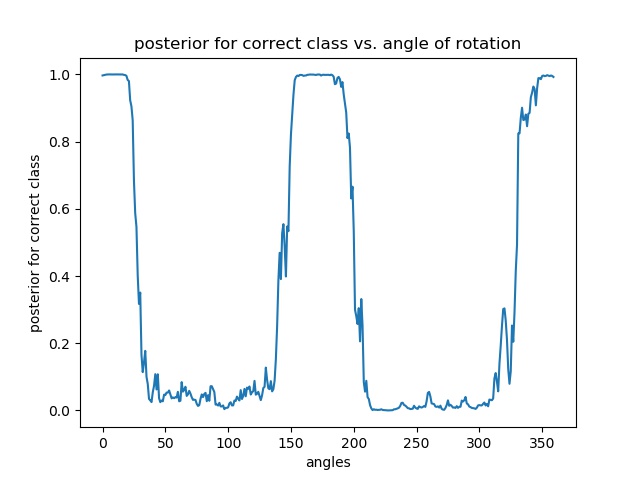 posterior for correct class vs. angle of rotation
1.0
0.8
0.6
0.4
0.2
0.0
posterior for correct class
0 50 100 150 200 250 300 350
angles